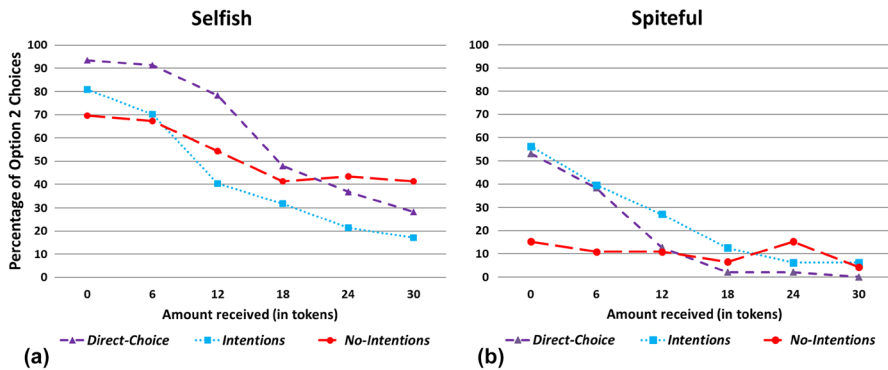 Selfish
Percentage of Option 2 Choices
100
90
80
70
60
50
40
30
20
10
0
0 6 12 18 24 30
Amount received (in tokens)
Direct-Choice Intentions No-Intentions
(a)
Spiteful
100
90
80
70
60
50
40
30
20
10
0
0 6 12 18 24 30
Amount received (in tokens)
Direct-Choice Intentions No-Intentions
(b)